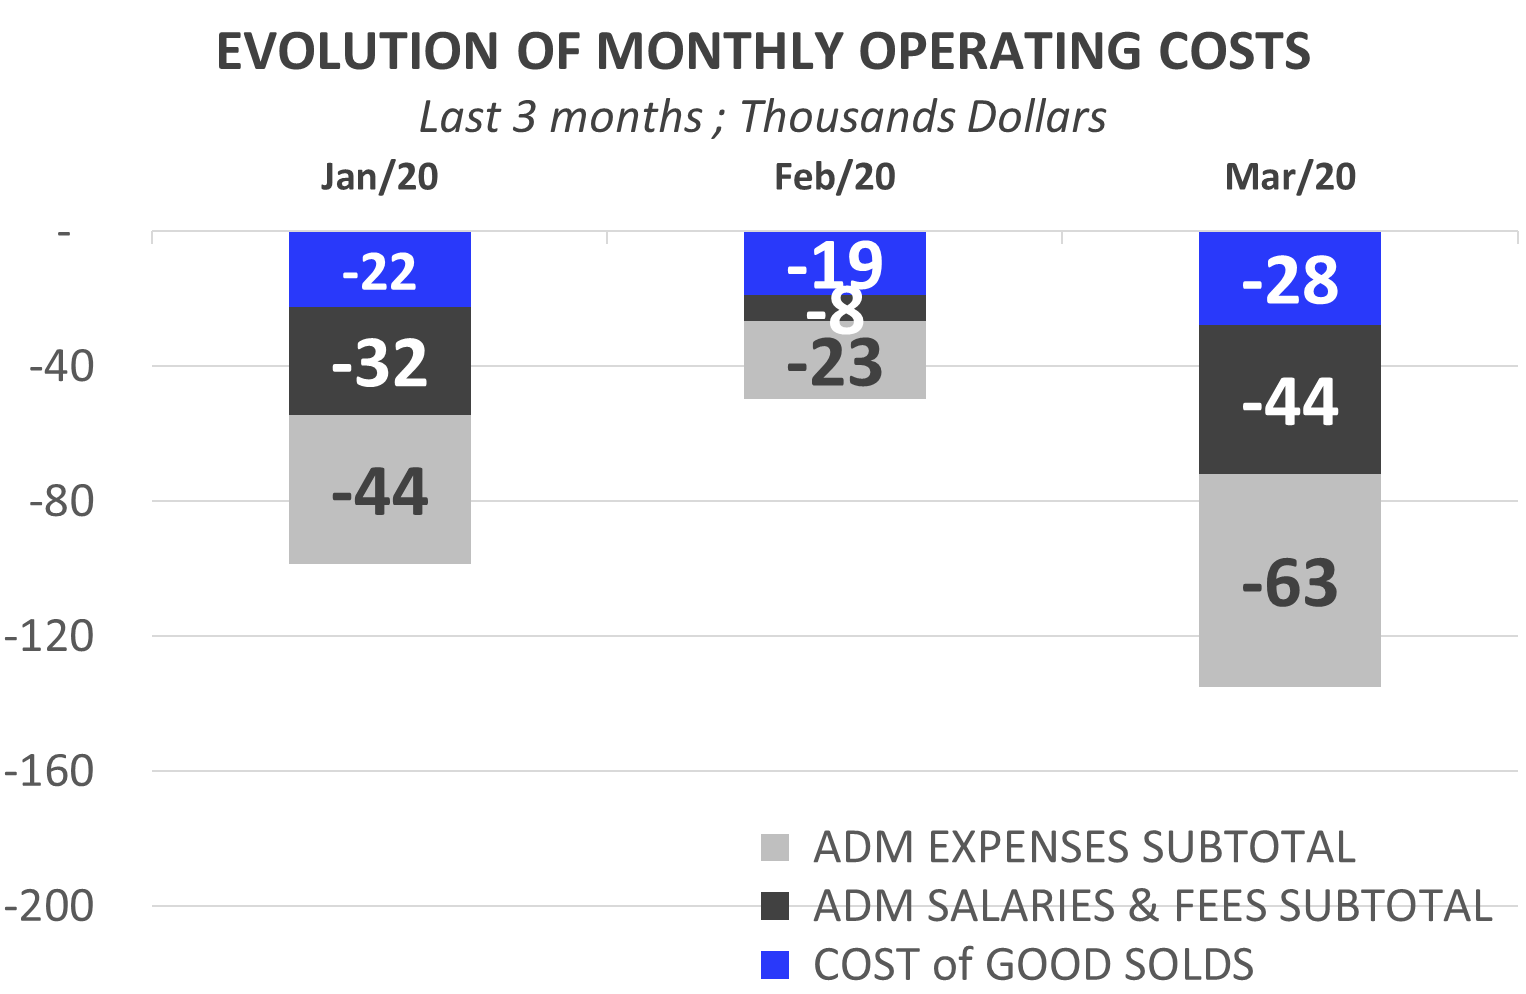 EVOLUTION OF MONTHLY OPERATING COSTS
Last 3 months ; Thousands Dollars
Jan/20 Feb/20 Mar/20
-
-22 -19 -28
-8
-40 -32 -23
-44
-80 -44
-63
-120
-160
ADM EXPENSES SUBTOTAL
-200 ADM SALARIES & FEES SUBTOTAL
COST of GOOD SOLDS